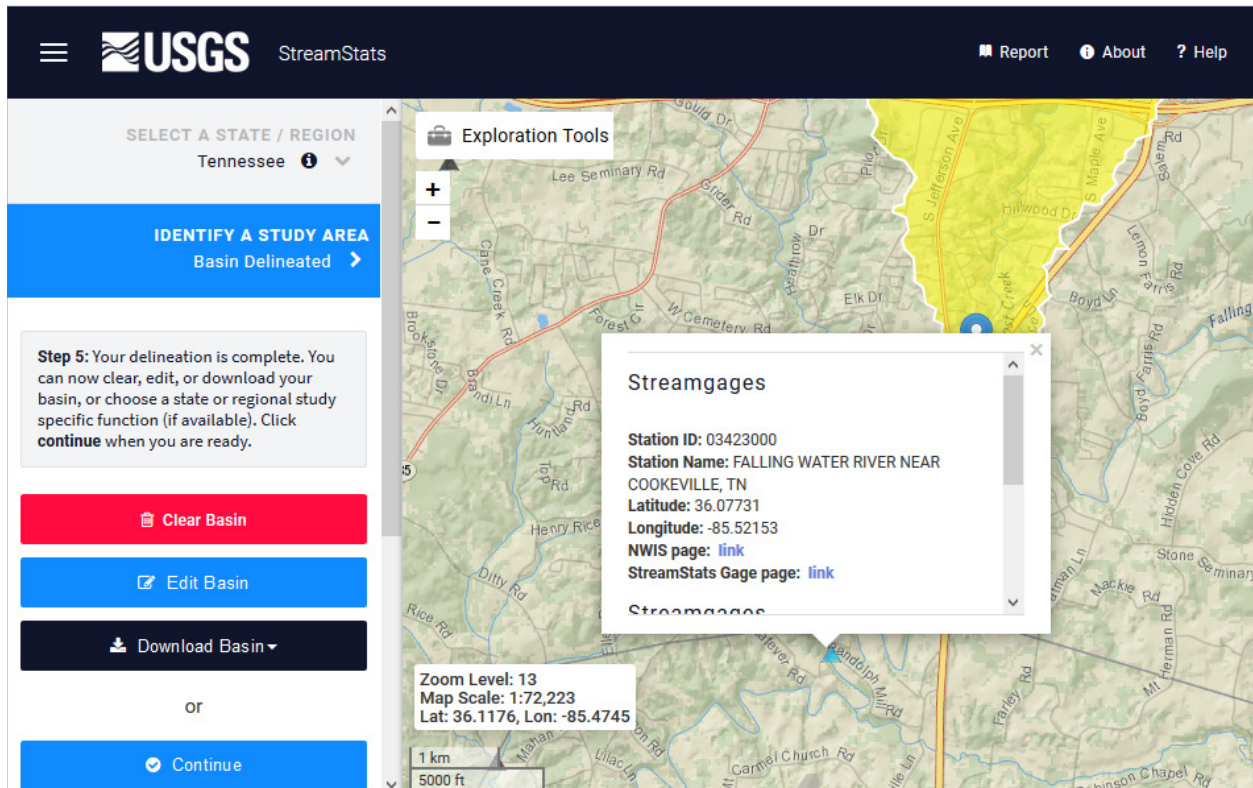 USGS StreamStats
Report About ? Help
SELECT A STATE / REGION
Tennessee
IDENTIFY A STUDY AREA
Basin Delineated
Step 5: Your delineation is complete. You
can now clear, edit, or download your
basin, or choose a state or regional study
specific function (if available). Click
continue when you are ready.
Clear Basin
Edit Basin
Download Basin
or
Continue
Exploration Tools
+
−
Gould Dr
Lee Seminary Rd
Grider
Rd
S Jefferson Ave
S Maple Ave
Rd
Salem
Hilwood Dr
Heathrow
Dr
Cane Creek Rd
Elk Dr
Forest Cir
W Cemetery Rd
Lemon
Farris
Rd
Boyd Ln
Falling
Boyd Farris Rd
Brandi Ln
Rd
Huntland
Top
Rd
Henry Rice
Ditty Rd
Rice Rd
×
Streamgages
Station ID: 03423000
Station Name: FALLING WATER RIVER NEAR
COOKEVILLE, TN
Latitude: 36.07731
Longitude: -85.52153
NWIS page: link
StreamStats Gage page: link
Streamgages
Hidden Cove Rd
Stone Seminary
Mackie Rd
Mt Herman Rd
Randolph Mill Rd
Rd
Farley Rd
Carmel Church Rd
Zoom Level: 13
Map Scale: 1:72,223
Lat: 36.1176, Lon: -85.4745
1 km
5000 ft
Chapel Rd